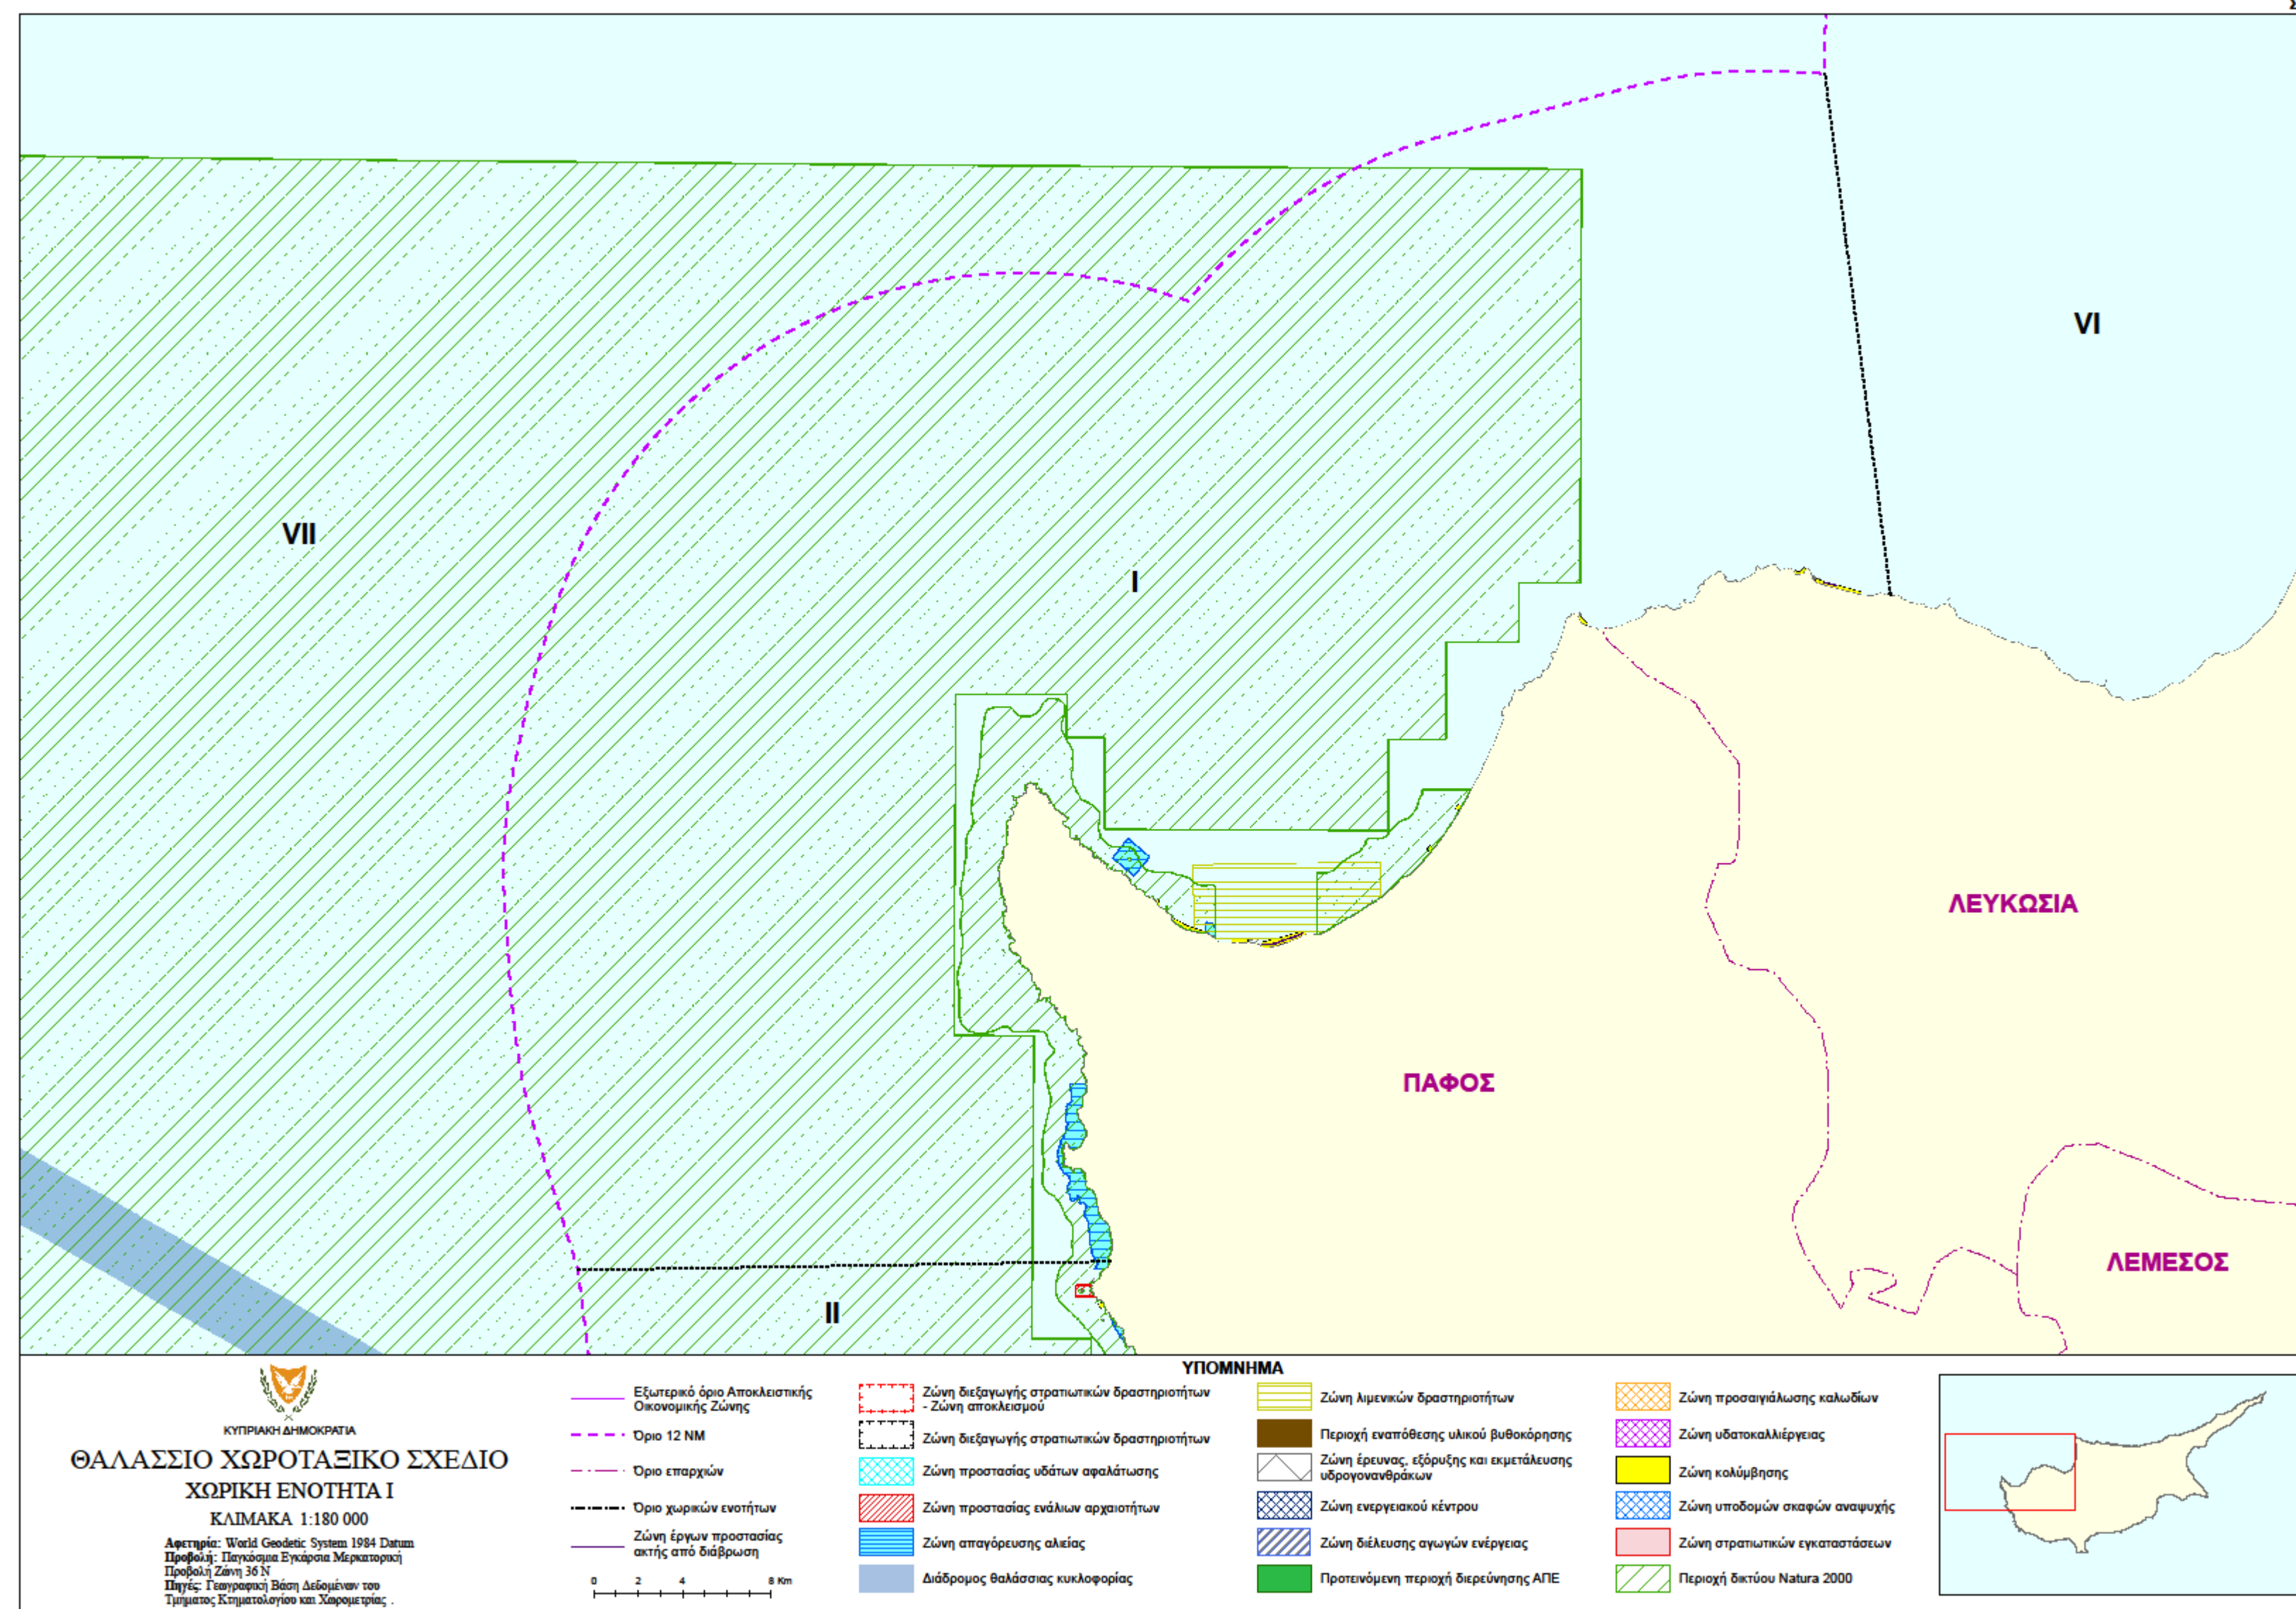 VI
VII
I
ΛΕΥΚΩΣΙΑ
ΠΑΦΟΣ
ΛΕΜΕΣΟΣ
II
ΚΥΠΡΙΑΚΗ ΔΗΜΟΚΡΑΤΙΑ
ΘΑΛΑΣΣΙΟ ΧΩΡΟΤΑΞΙΚΟ ΣΧΕΔΙΟ
ΧΩΡΙΚΗ ΕΝΟΤΗΤΑ Ι
ΚΛΙΜΑΚΑ 1:180 000
Αφετηρία: World Geodetic System 1984 Datum
Προβολή: Παγκόσμια Εγκάρσια Μερκατορική
Προβολή Ζώνη 36 N
Πηγές: Γεωγραφική Βάση Δεδομένων του
Τμήματος Κτηματολογίου και Χωρομετρίας .
ΥΠΟΜΝΗΜΑ
Εξωτερικό όριο Αποκλειστικής
Οικονομικής Ζώνης
Όριο 12 NM
Όριο επαρχιών
Όριο χωρικών ενοτήτων
Ζώνη έργων προστασίας
ακτής από διάβρωση
0 2 4 8 Km
Ζώνη διεξαγωγής στρατιωτικών δραστηριοτήτων
- Ζώνη αποκλεισμού
Ζώνη διεξαγωγής στρατιωτικών δραστηριοτήτων
Ζώνη προστασίας υδάτων αφαλάτωσης
Ζώνη προστασίας ενάλιων αρχαιοτήτων
Ζώνη απαγόρευσης αλιείας
Διάδρομος θαλάσσιας κυκλοφορίας
Ζώνη λιμενικών δραστηριοτήτων
Περιοχή εναπόθεσης υλικού βυθοκόρησης
Ζώνη έρευνας, εξόρυξης και εκμετάλευσης
υδρογονανθράκων
Ζώνη ενεργειακού κέντρου
Ζώνη διέλευσης αγωγών ενέργειας
Προτεινόμενη περιοχή διερεύνησης ΑΠΕ
Ζώνη προσαιγιάλωσης καλωδίων
Ζώνη υδατοκαλλιέργειας
Ζώνη κολύμβησης
Ζώνη υποδομών σκαφών αναψυχής
Ζώνη στρατιωτικών εγκαταστάσεων
Περιοχή δικτύου Natura 2000